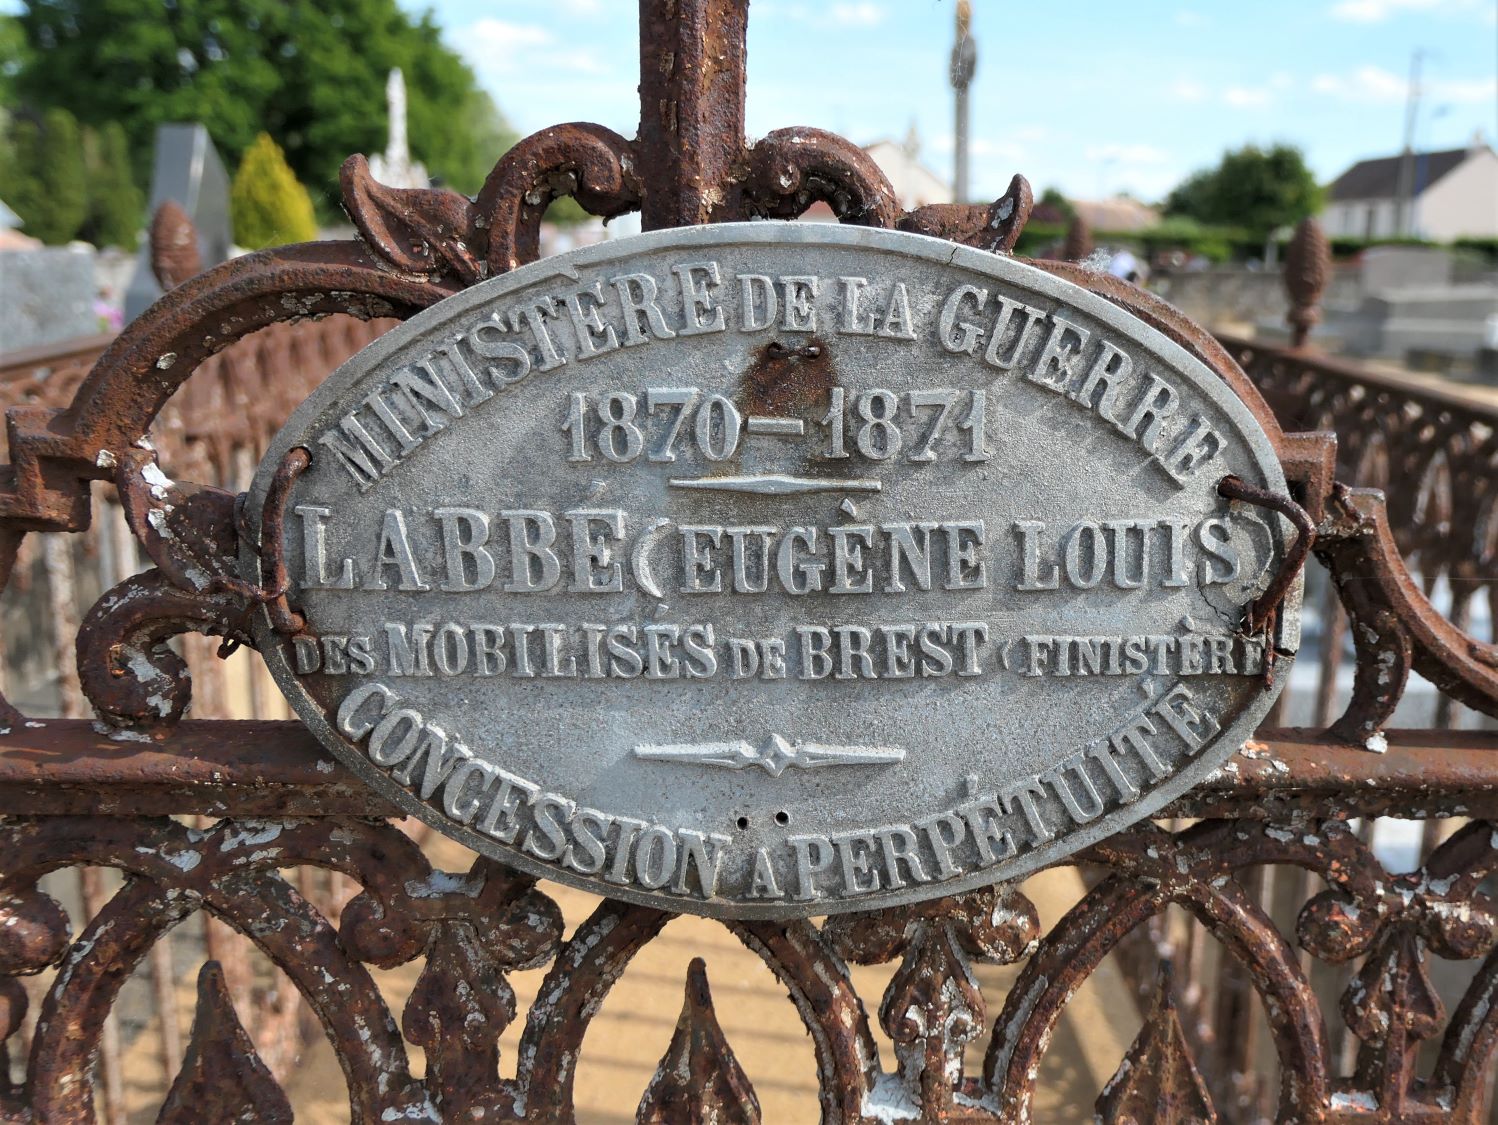 MINISTÈRE DE LA GUERRE
1870-1871
LABBÉ (EUGÈNE LOUIS)
DES MOBILISÉS DE BREST (FINISTÈRE
CONCESSION A PERPÉTUITÉ